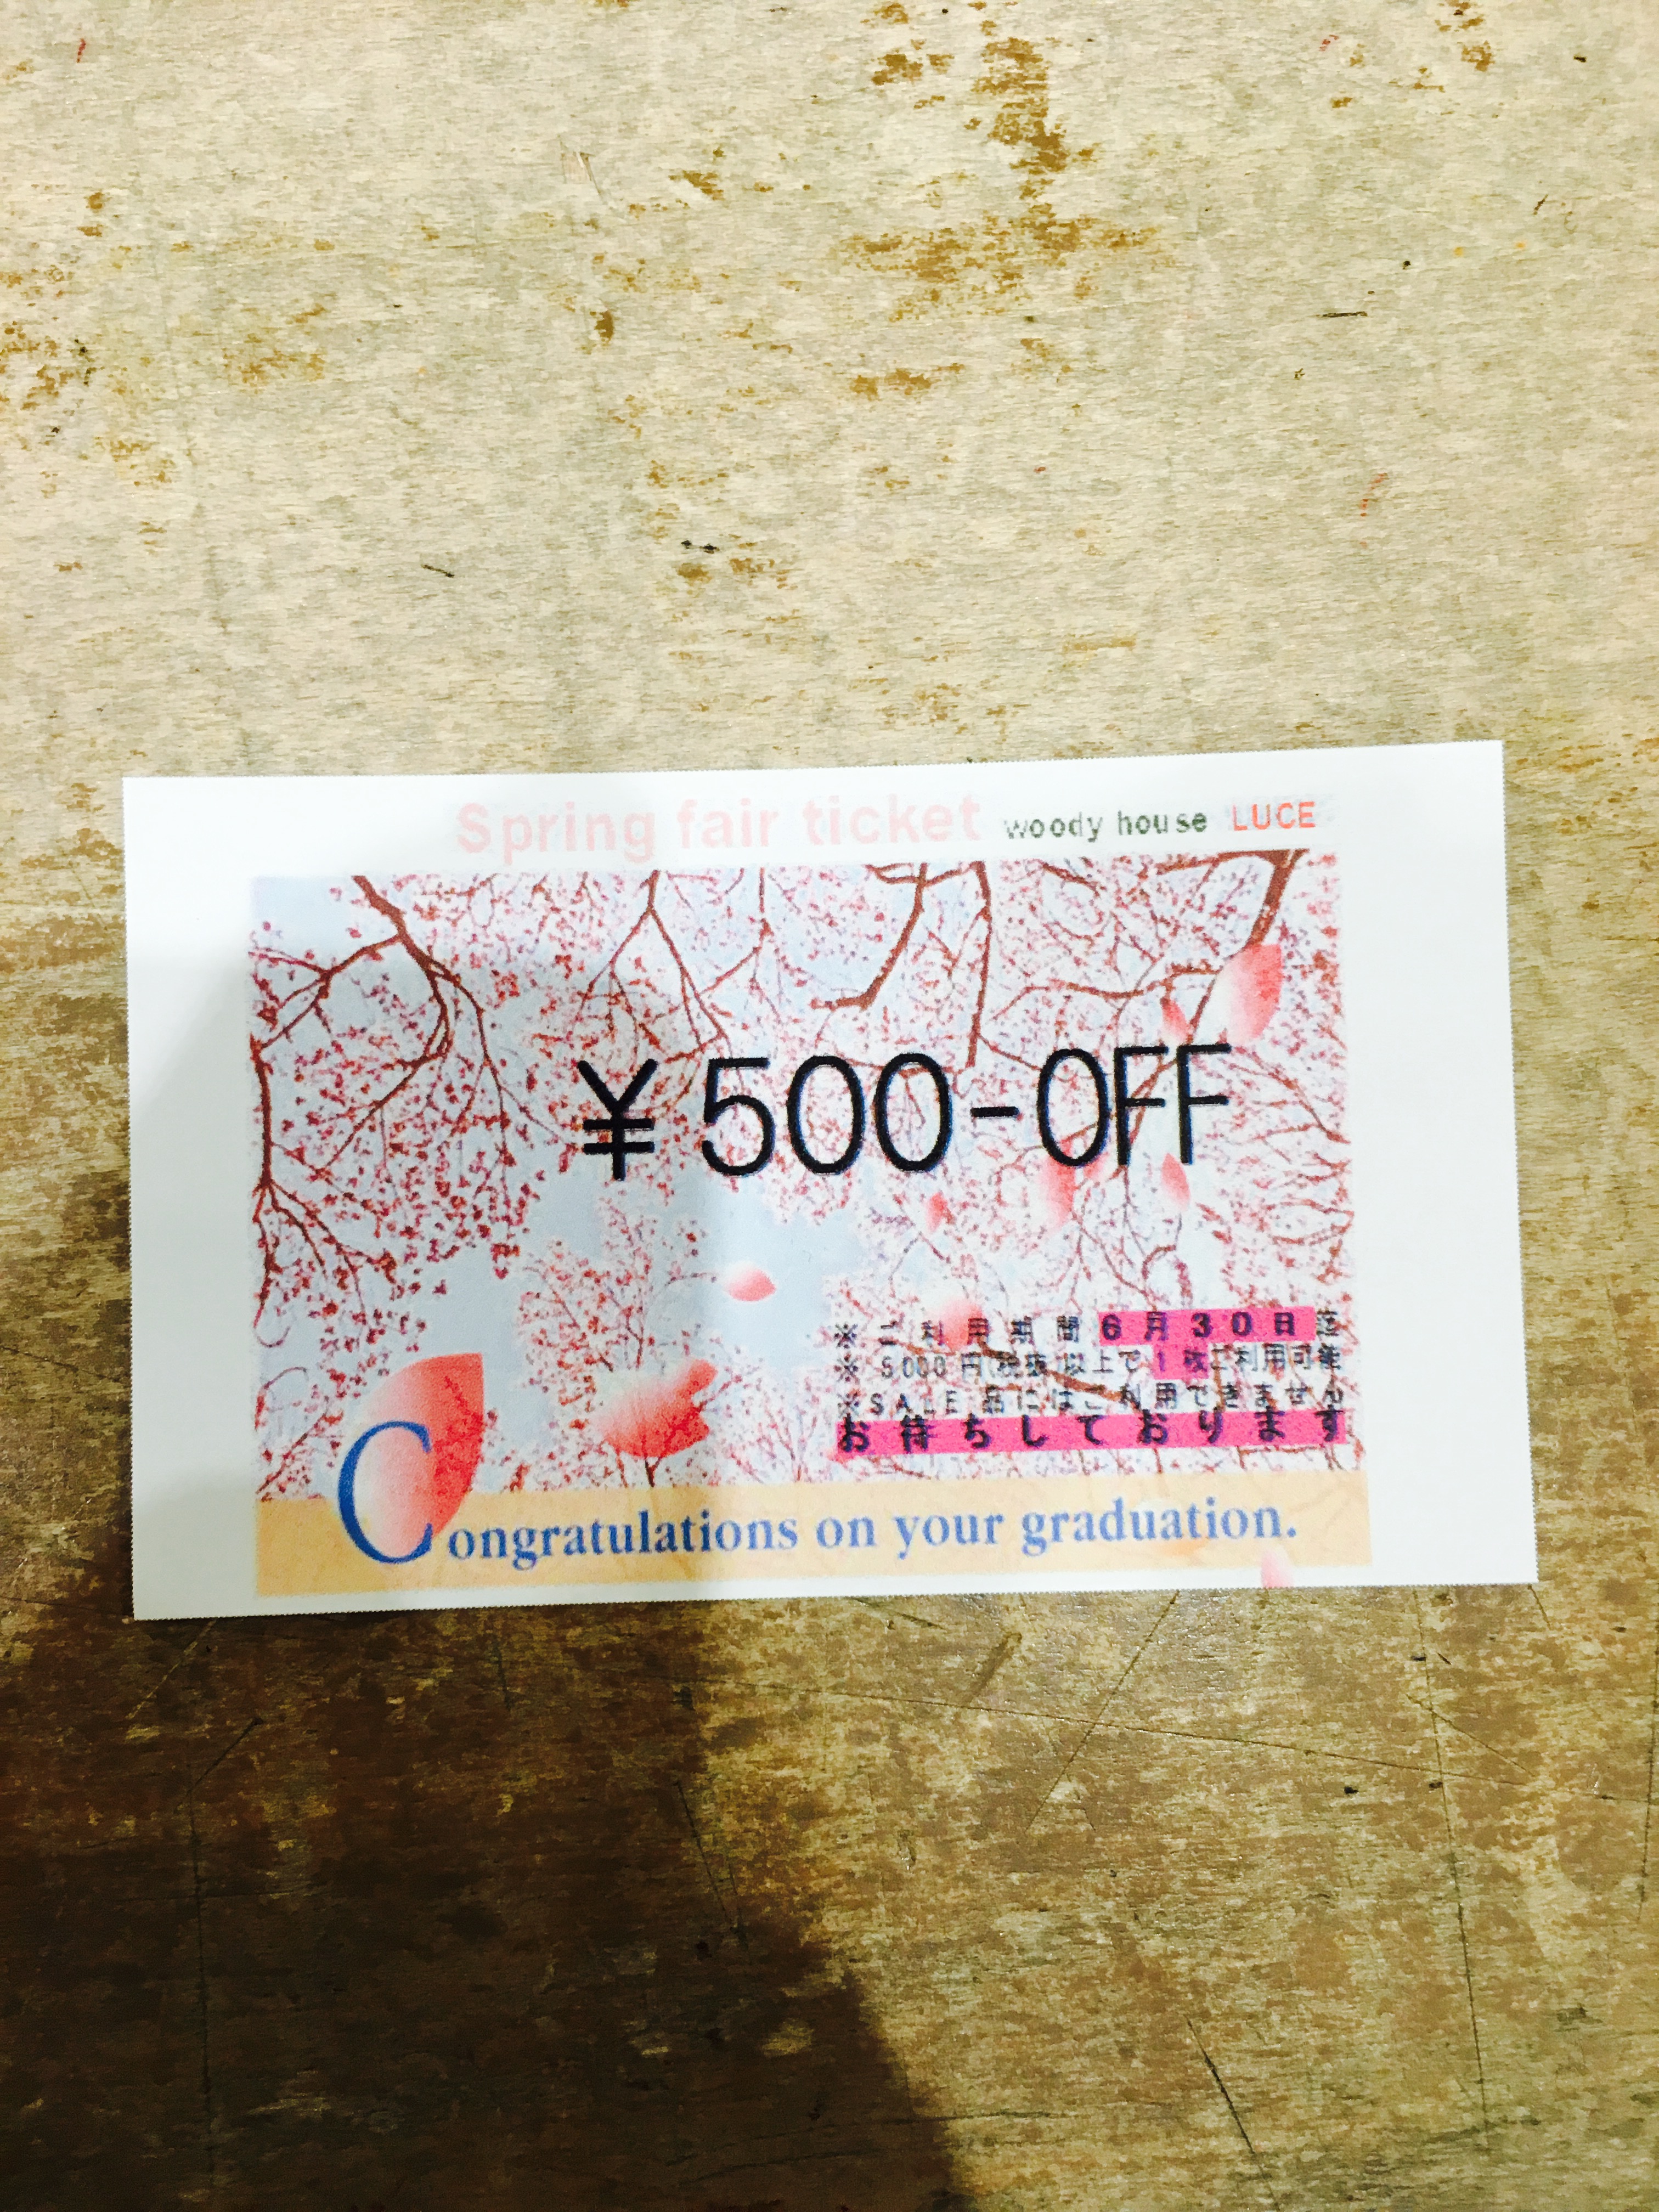 Spring fair ticket woody house LUCE
￥500-OFF
※ご利用期間6月30日迄
※5000円(税抜)以上で1枚ご利用可能
※SALE品にはご利用できません
お待ちしております
Congratulations on your graduation.